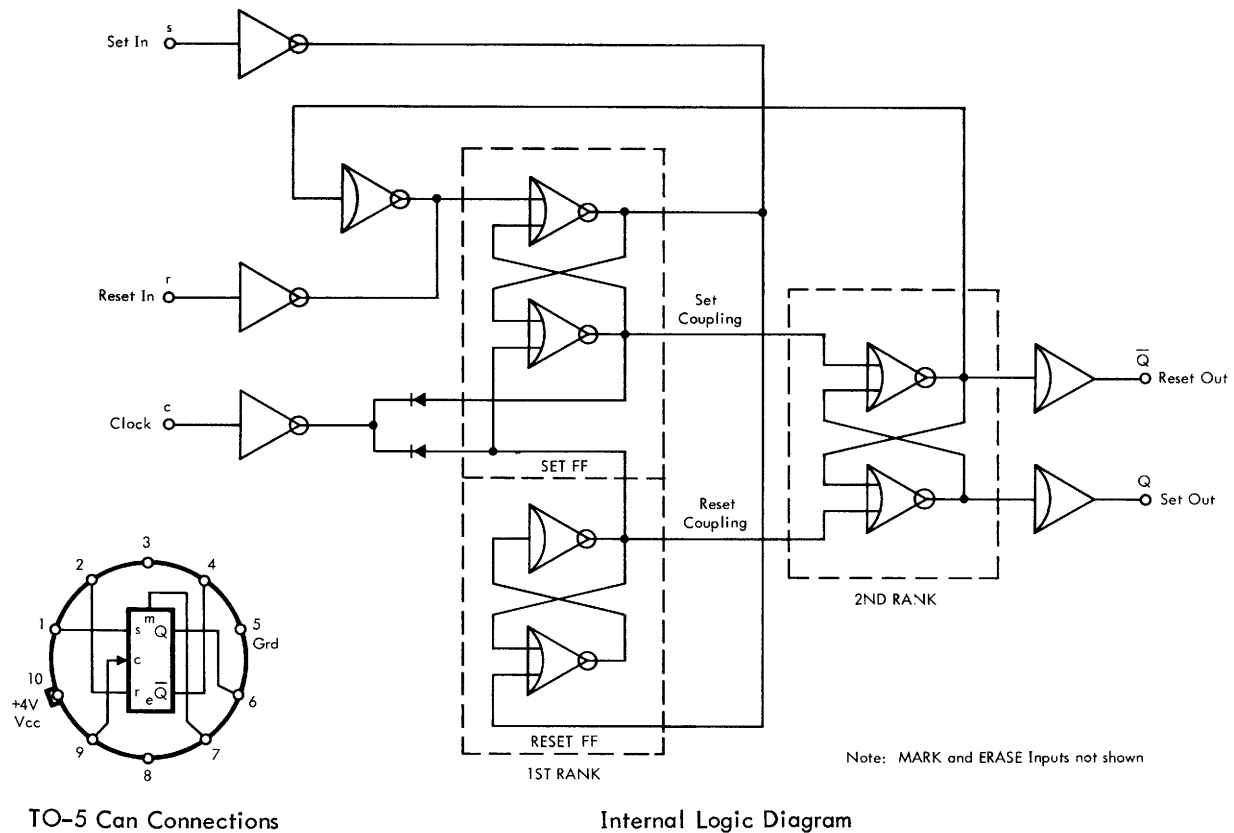 s
Set In
r
Reset In
c
Clock
Set
Coupling
SET FF
Reset
Coupling
RESET FF
1ST RANK
2ND RANK
Q̅
Reset Out
Q
Set Out
3
2
4
1
5
Grd
10
+4V
Vcc
6
9
7
8
m
s
Q
c
r
e
Q̅
Note: MARK and ERASE Inputs not shown
TO-5 Can Connections
Internal Logic Diagram